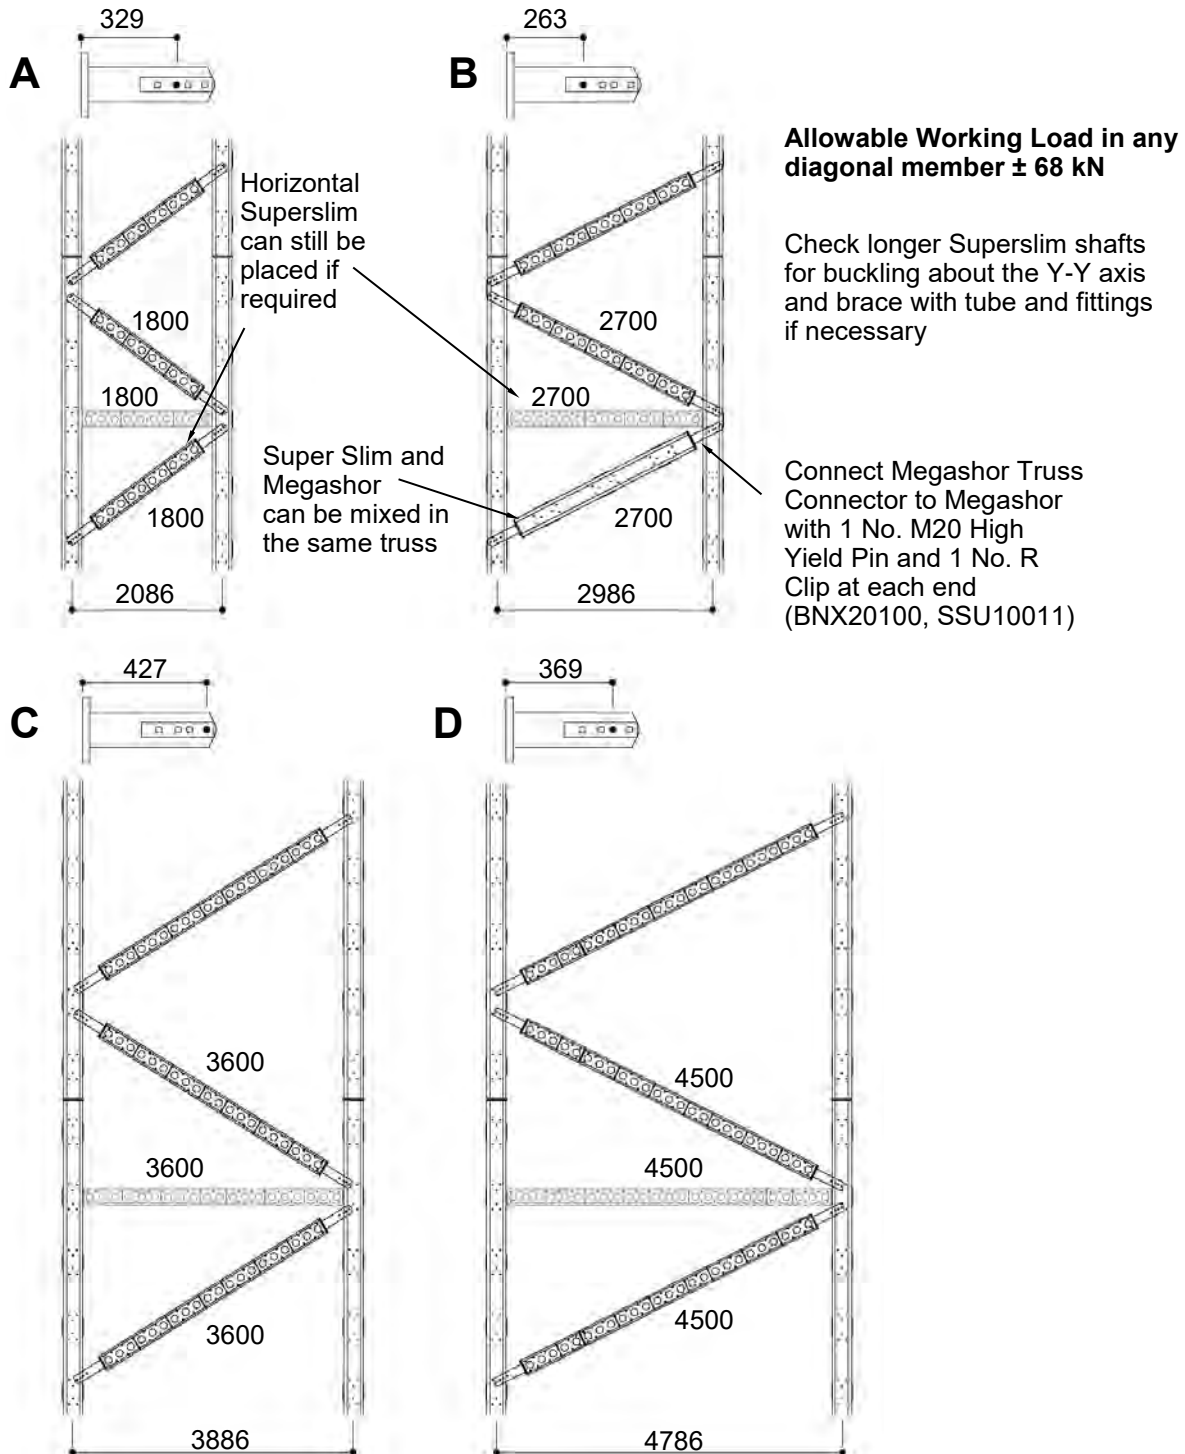 329
A
263
B
Allowable Working Load in any
diagonal member ± 68 kN
Horizontal
Superslim
can still be
placed if
required
Check longer Superslim shafts
for buckling about the Y-Y axis
and brace with tube and fittings
if necessary
1800
1800
1800
2700
2700
2700
Super Slim and
Megashor
can be mixed in
the same truss
Connect Megashor Truss
Connector to Megashor
with 1 No. M20 High
Yield Pin and 1 No. R
Clip at each end
(BNX20100, SSU10011)
2086
2986
427
C
369
D
3600
3600
3600
4500
4500
4500
3886
4786